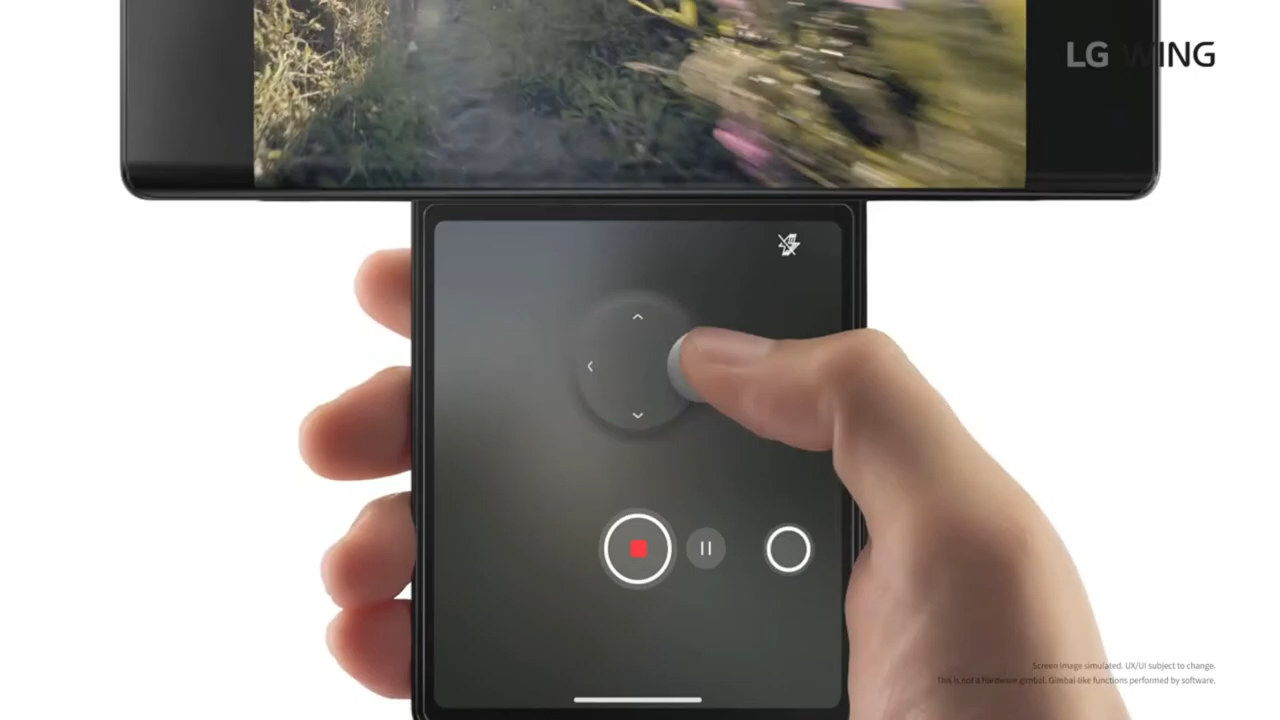 LG WING
Screen image simulated. UX/UI subject to change.
This is not a hardware gimbal. Gimbal-like functions performed by software.